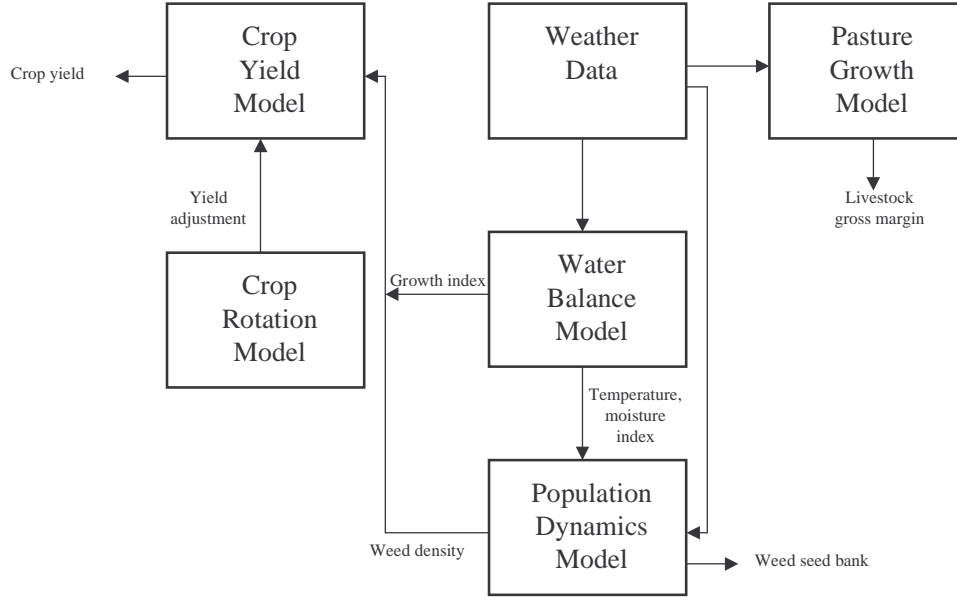 Crop
Yield
Model
Weather
Data
Pasture
Growth
Model
Crop yield
Yield
adjustment
Livestock
gross margin
Crop
Rotation
Model
Growth index
Water
Balance
Model
Temperature,
moisture
index
Population
Dynamics
Model
Weed density
Weed seed bank